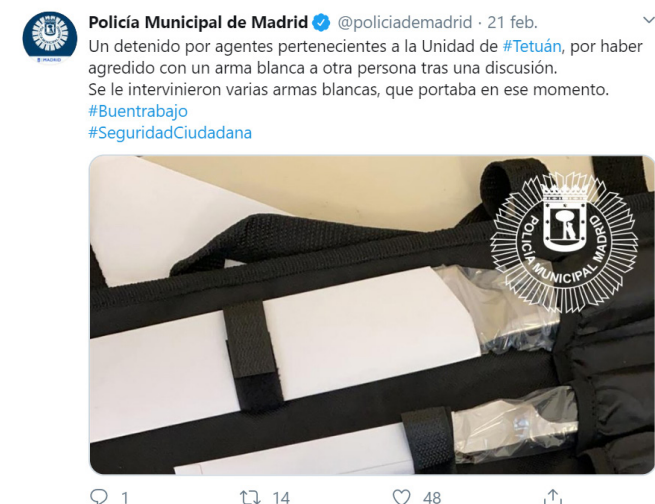 Policía Municipal de Madrid @policiademadrid · 21 feb.
Un detenido por agentes pertenecientes a la Unidad de #Tetuán, por haber
agredido con un arma blanca a otra persona tras una discusión.
Se le intervinieron varias armas blancas, que portaba en ese momento.
#Buentrabajo
#SeguridadCiudadana
MADRID
POLICÍA MUNICIPAL MADRID
1 14 48